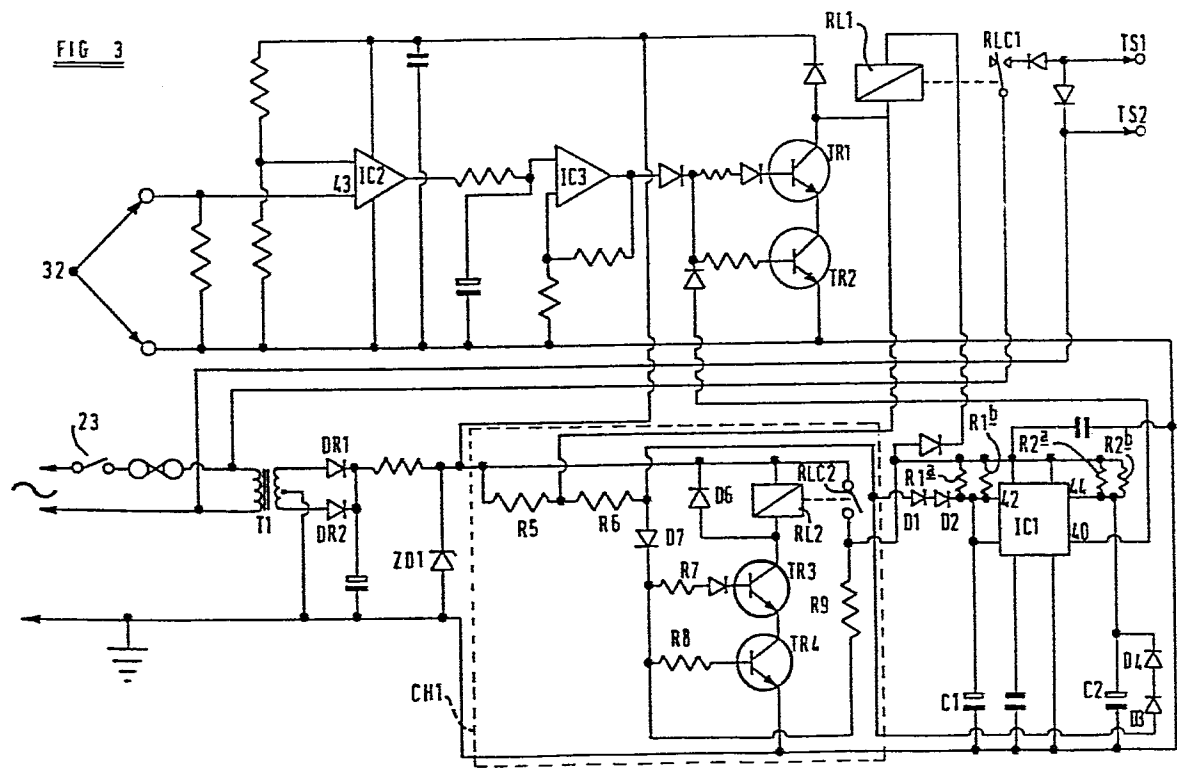 FIG 3
RL1
RLC1
TS1
TS2
IC2
43
IC3
TR1
TR2
32
23
DR1
DR2
T1
ZD1
R5
R6
D6
D7
RL2
RLC2
R7
TR3
R8
TR4
R9
CH1
R1a
R1b
R2a
R2b
D1
D2
42
44
IC1
40
C1
C2
D4
D3